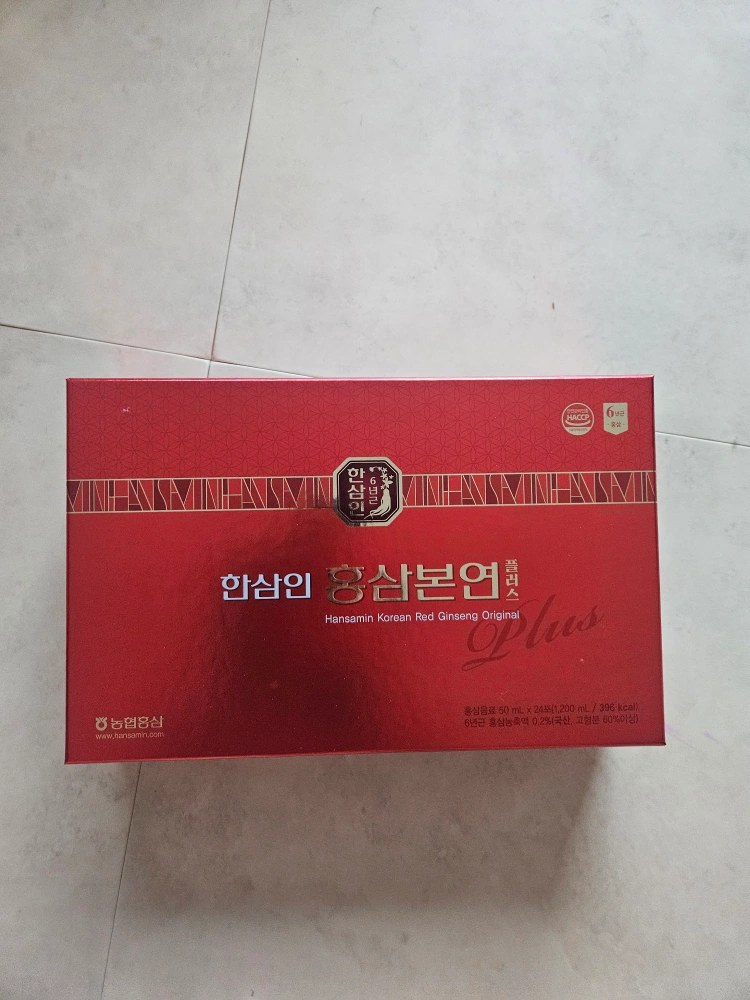 HACCP
6년근
홍삼
한삼인
6년근
한삼인 홍삼본연 플러스
Hansamin Korean Red Ginseng Original
Plus
홍삼음료 50 mL x 24포(1,200 mL / 396 kcal)
6년근 홍삼농축액 0.2%(국산, 고형분 60%이상)
농협홍삼
www.hansamin.com